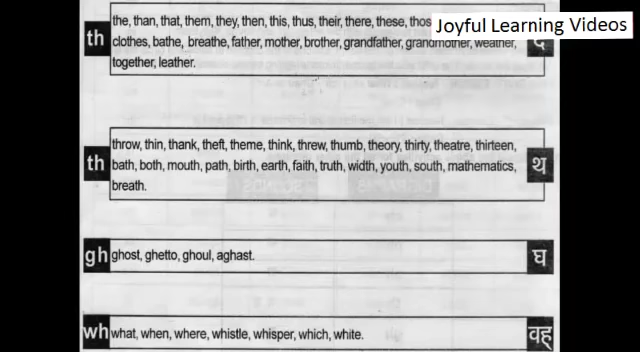 Joyful Learning Videos
the, than, that, them, they, then, this, thus, their, there, these,
th
clothes, bathe, breathe, father, mother, brother, grandfather, grandmother, weather,
together, leather.
throw, thin, thank, theft, theme, think, threw, thumb, theory, thirty, theatre, thirteen,
th bath, both, mouth, path, birth, earth, faith, truth, width, youth, south, mathematics, थ
breath.
gh ghost, ghetto, ghoul, aghast. घ
wh what, when, where, whistle, whisper, which, white. वह्